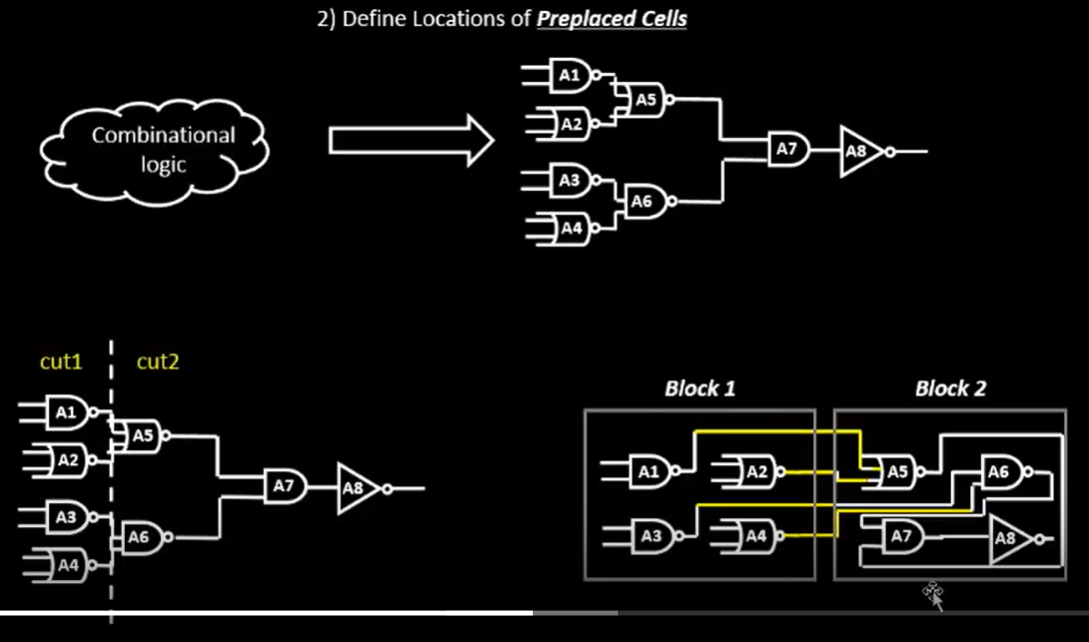 2) Define Locations of Preplaced Cells
Combinational
logic
A1
A2
A3
A4
A5
A6
A7
A8
cut1
cut2
A1
A2
A3
A4
A5
A6
A7
A8
Block 1
Block 2
A1
A2
A3
A4
A5
A6
A7
A8